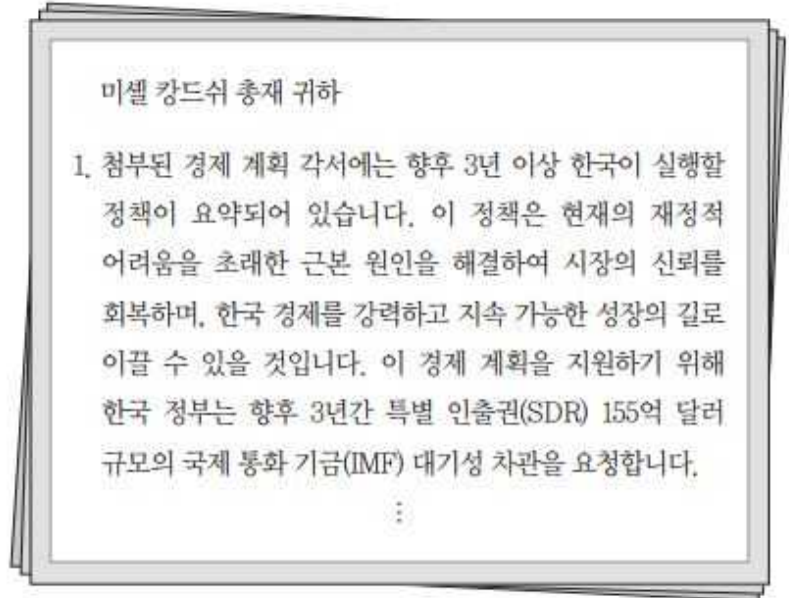 미셸 캉드쉬 총재 귀하
1. 첨부된 경제 계획 각서에는 향후 3년 이상 한국이 실행할
정책이 요약되어 있습니다. 이 정책은 현재의 재정적
어려움을 초래한 근본 원인을 해결하여 시장의 신뢰를
회복하며, 한국 경제를 강력하고 지속 가능한 성장의 길로
이끌 수 있을 것입니다. 이 경제 계획을 지원하기 위해
한국 정부는 향후 3년간 특별 인출권(SDR) 155억 달러
규모의 국제 통화 기금(IMF) 대기성 차관을 요청합니다.
⋮